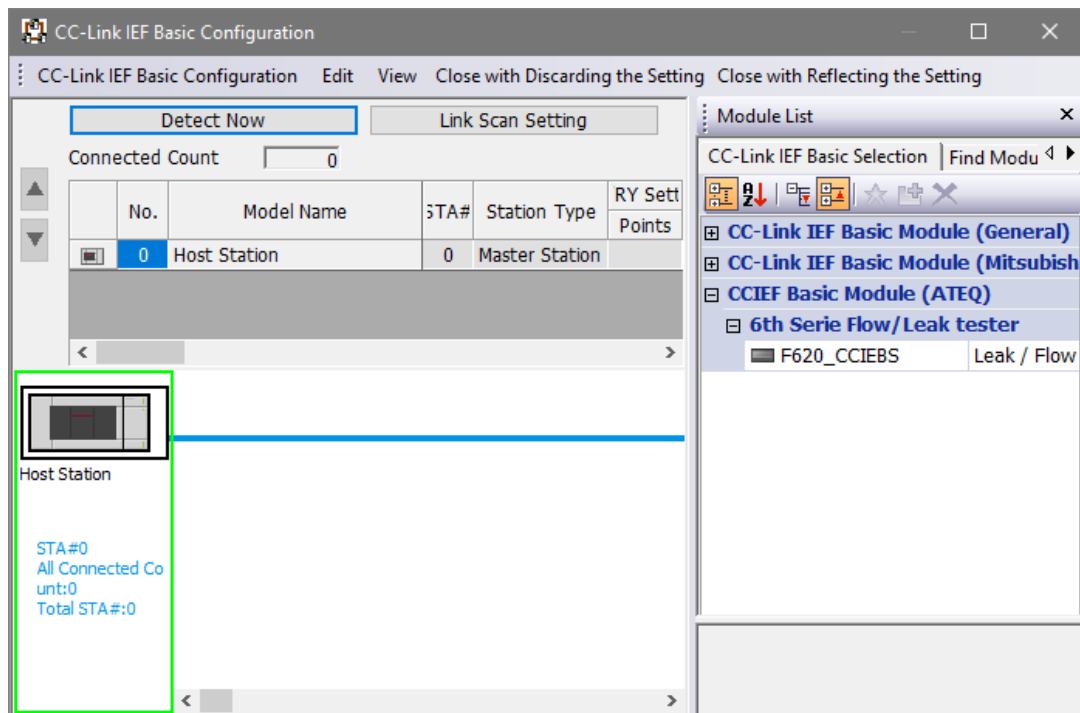 CC-Link IEF Basic Configuration
CC-Link IEF Basic Configuration Edit View Close with Discarding the Setting Close with Reflecting the Setting
Detect Now Link Scan Setting
Connected Count 0
No. Model Name STA# Station Type RY Sett
Points
0 Host Station 0 Master Station
Host Station
STA#0
All Connected Co
unt:0
Total STA#:0
Module List
CC-Link IEF Basic Selection Find Modu
CC-Link IEF Basic Module (General)
CC-Link IEF Basic Module (Mitsubish
CCIEF Basic Module (ATEQ)
6th Serie Flow/Leak tester
F620_CCIEBS Leak / Flow